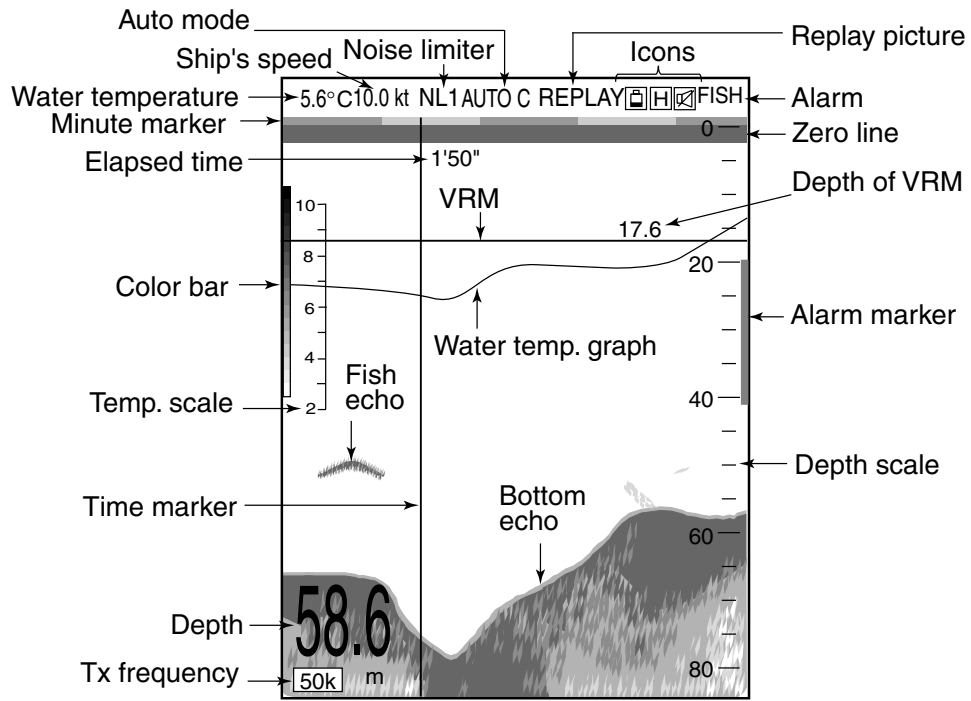 Auto mode
Ship's speed
Noise limiter
Icons
Replay picture
Water temperature
5.6°C 10.0 kt NL1 AUTO C REPLAY H FISH
Alarm
Minute marker
0
Zero line
Elapsed time
1'50"
VRM
17.6
Depth of VRM
10
8
6
4
2
20
40
60
80
Color bar
Water temp. graph
Alarm marker
Temp. scale
Fish
echo
Depth scale
Time marker
Bottom
echo
Depth
58.6
m
Tx frequency
50k